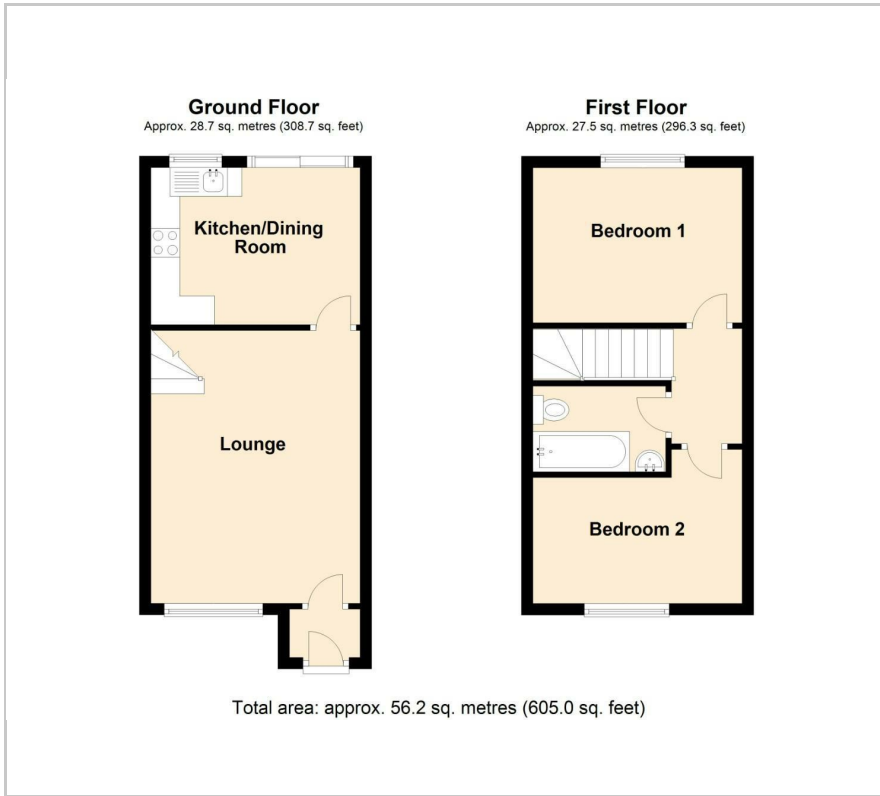 Ground Floor
Approx. 28.7 sq. metres (308.7 sq. feet)
Kitchen/Dining
Room
Lounge
First Floor
Approx. 27.5 sq. metres (296.3 sq. feet)
Bedroom 1
Bedroom 2
Total area: approx. 56.2 sq. metres (605.0 sq. feet)